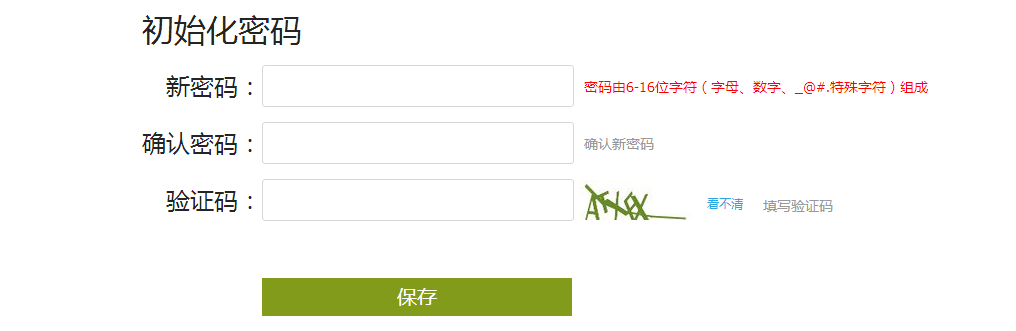 初始化密码
新密码： 密码由6-16位字符（字母、数字、_@#.特殊字符）组成
确认密码： 确认新密码
验证码： 看不清 填写验证码
保存